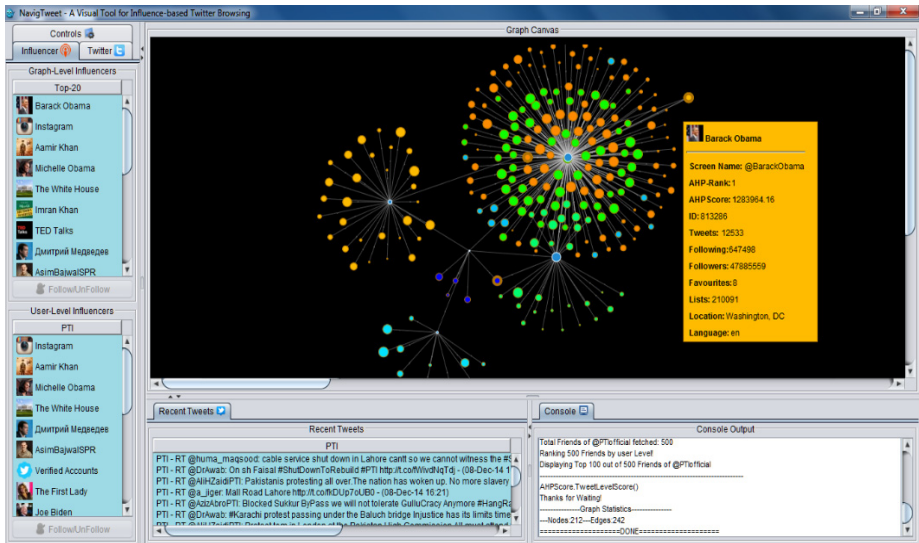 NavigTweet - A Visual Tool for Influence-based Twitter Browsing
Controls
Influencer
Twitter
Graph-Level Influencers
Top-20
Barack Obama
Instagram
Aamir Khan
Michelle Obama
The White House
Imran Khan
TED Talks
Дмитрий Медведев
AsimBajwaISPR
Follow/UnFollow
User-Level Influencers
PTI
Instagram
Aamir Khan
Michelle Obama
The White House
Дмитрий Медведев
AsimBajwaISPR
Verified Accounts
The First Lady
Joe Biden
Follow/UnFollow
Graph Canvas
Barack Obama
Screen Name: @BarackObama
AHP-Rank:1
AHPScore:1283964.16
ID:813286
Tweets: 12533
Following:647498
Followers:47885559
Favourites:8
Lists: 210091
Location:Washington, DC
Language: en
Recent Tweets
Recent Tweets
PTI
PTI - RT @huma_maqsood: cable service shut down in Lahore cantt so we cannot witness the #S
PTI - RT @DrAwab: On sh Faisal #ShutDownToRebuild #PTI - (08-Dec-14 1
PTI - RT @AliHZaidiPTI: Pakistanis protesting all over.The nation has woken up. No more slavery
PTI - RT @a_jiger: Mall Road Lahore http://t.co/fkDUp7oUB0 - (08-Dec-14 16:21)
PTI - RT @AzizAbroPTI: Blocked Sukkur ByPass we will not tolerate GulluCracy Anymore #HangRa
PTI - RT @DrAwab: #Karachi protest passing under the Baluch bridge Injustice has its limits time
Console
Console Output
Total Friends of @PTIofficial fetched: 500
Ranking 500 Friends by user Level!
Displaying Top 100 out of 500 Friends of @PTIofficial
--------------------------------------------------------
AHPScore,TweetLevelScore()
Thanks for Waiting!
----------------Graph Statistics---------------
---Nodes:212---Edges:242
====================DONE====================